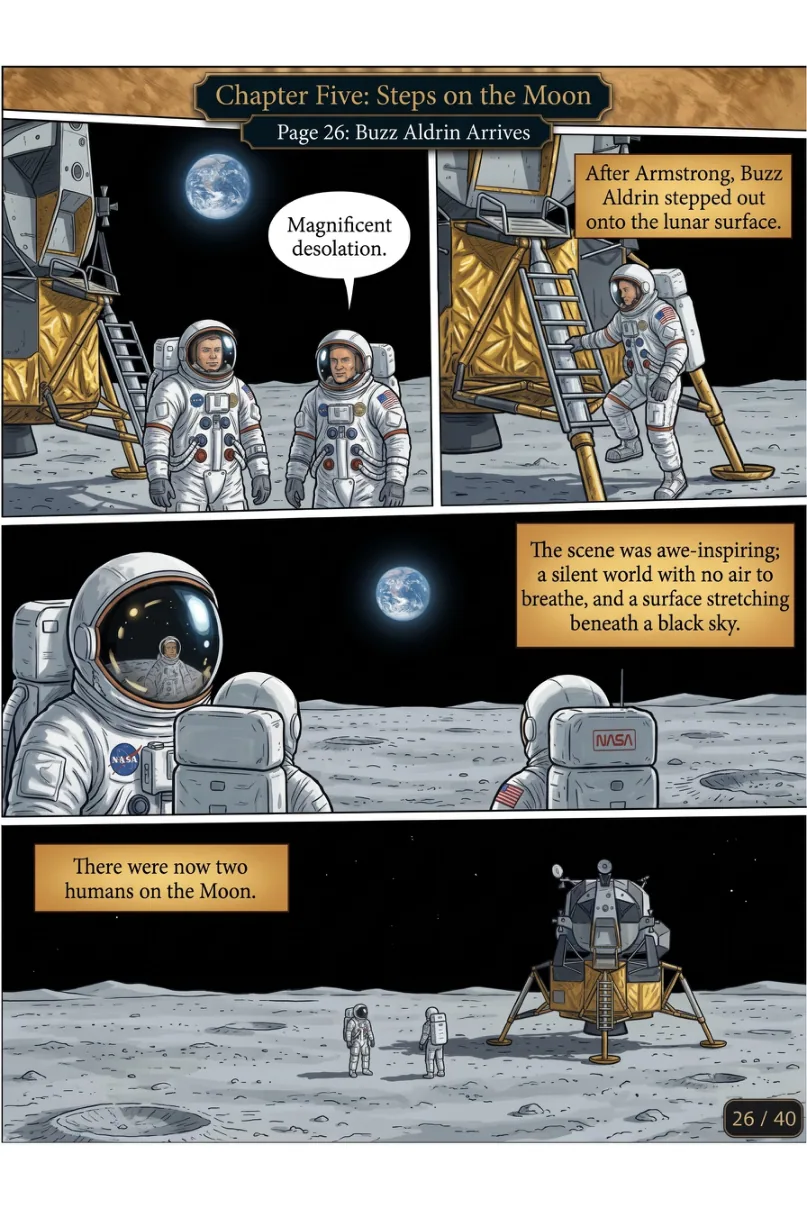 Chapter Five: Steps on the Moon
Page 26: Buzz Aldrin Arrives
Magnificent
desolation.
After Armstrong, Buzz
Aldrin stepped out
onto the lunar surface.
The scene was awe-inspiring;
a silent world with no air to
breathe, and a surface stretching
beneath a black sky.
NASA
NASA
There were now two
humans on the Moon.
26 / 40